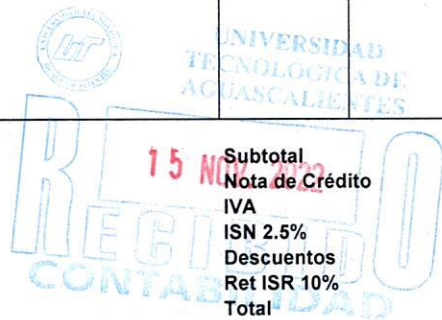 UNIVERSIDAD
TECNOLOGICA DE
AGUASCALIENTES
RECIBIDO
15 NOV. 2022
CONTABILIDAD
Subtotal
Nota de Crédito
IVA
ISN 2.5%
Descuentos
Ret ISR 10%
Total